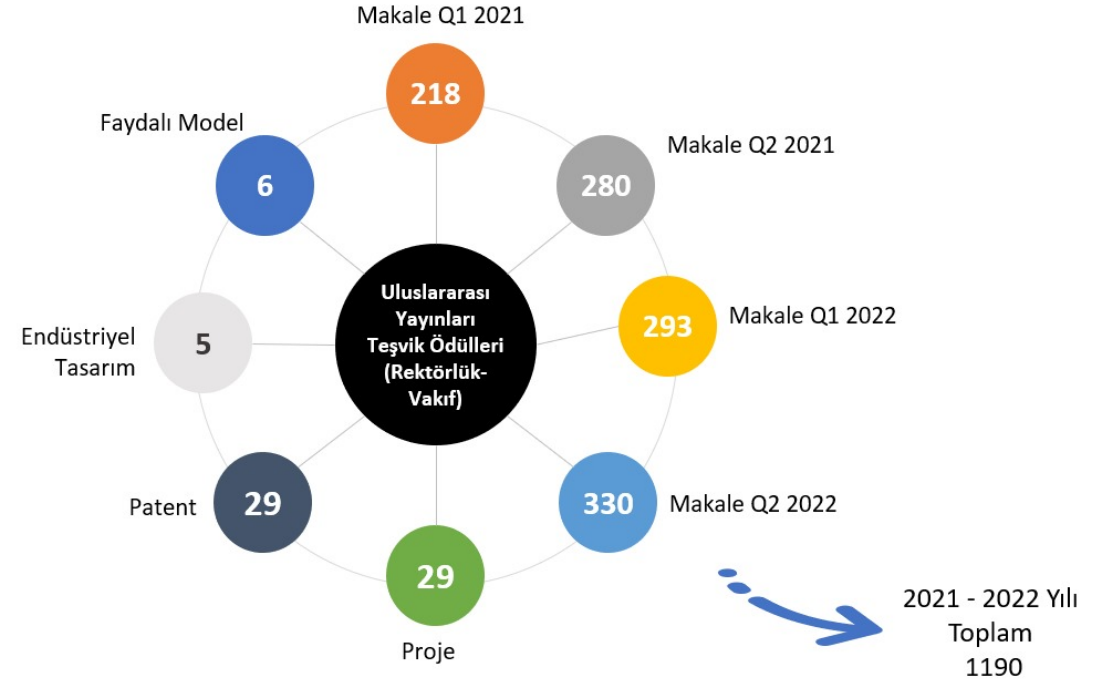 Makale Q1 2021
218
Makale Q2 2021
280
Makale Q1 2022
293
Makale Q2 2022
330
Proje
29
Patent
29
Endüstriyel
Tasarım
5
Faydalı Model
6
Uluslararası
Yayınları
Teşvik Ödülleri
(Rektörlük-
Vakıf)
2021 - 2022 Yılı
Toplam
1190